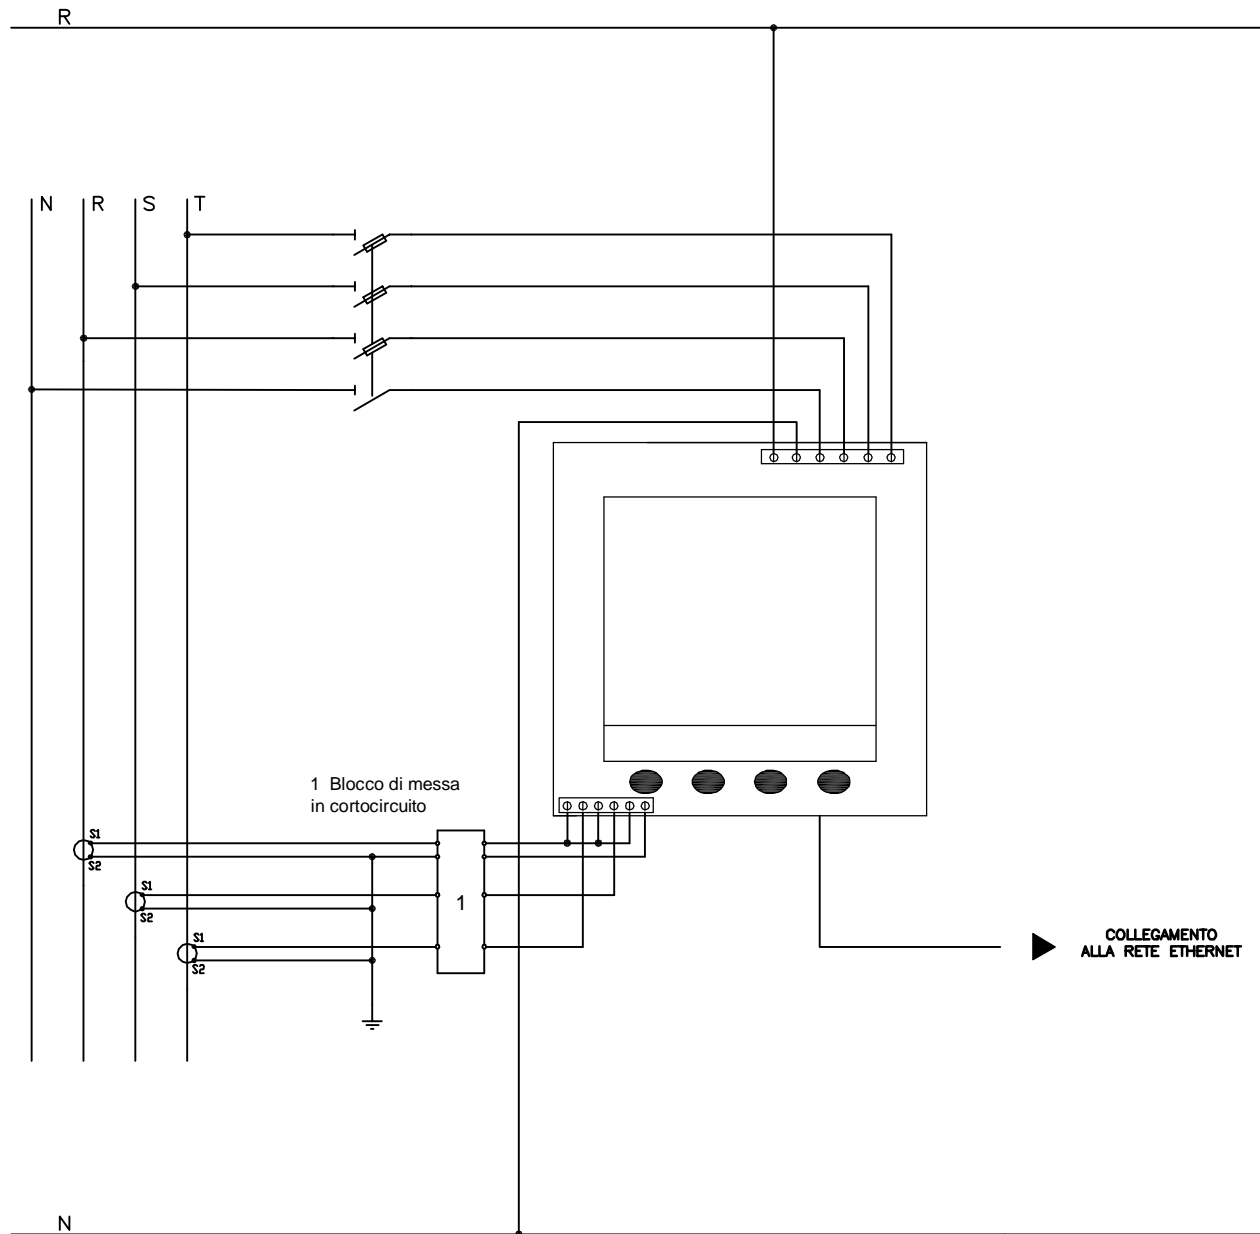 R
N R S T
1 Blocco di messa
in cortocircuito
S1
S2
S1
S2
S1
S2
1
COLLEGAMENTO
ALLA RETE ETHERNET
N